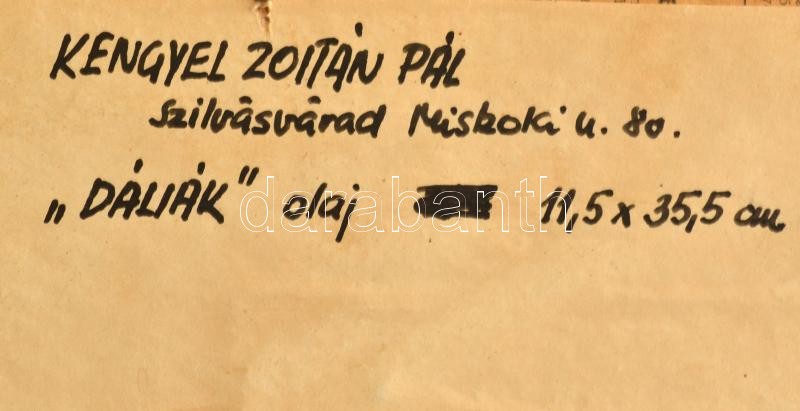 KENGYEL ZOLTÁN PÁL
Szilvásvárad Miskolci u. 80.
„DÁLIÁK" olaj 11,5 x 35,5 cm
darabanth